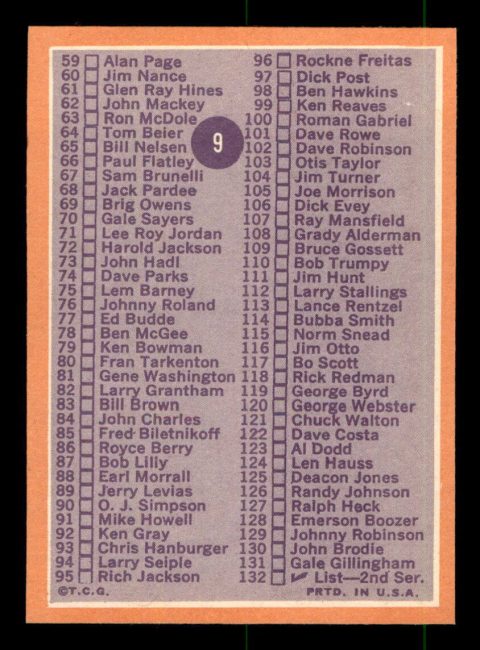 59 Alan Page
60 Jim Nance
61 Glen Ray Hines
62 John Mackey
63 Ron McDole
64 Tom Beier
65 Bill Nelsen
66 Paul Flatley
67 Sam Brunelli
68 Jack Pardee
69 Brig Owens
70 Gale Sayers
71 Lee Roy Jordan
72 Harold Jackson
73 John Hadl
74 Dave Parks
75 Lem Barney
76 Johnny Roland
77 Ed Budde
78 Ben McGee
79 Ken Bowman
80 Fran Tarkenton
81 Gene Washington
82 Larry Grantham
83 Bill Brown
84 John Charles
85 Fred Biletnikoff
86 Royce Berry
87 Bob Lilly
88 Earl Morrall
89 Jerry Levias
90 O. J. Simpson
91 Mike Howell
92 Ken Gray
93 Chris Hanburger
94 Larry Seiple
95 Rich Jackson
©T.C.G.
9
96 Rockne Freitas
97 Dick Post
98 Ben Hawkins
99 Ken Reaves
100 Roman Gabriel
101 Dave Rowe
102 Dave Robinson
103 Otis Taylor
104 Jim Turner
105 Joe Morrison
106 Dick Evey
107 Ray Mansfield
108 Grady Alderman
109 Bruce Gossett
110 Bob Trumpy
111 Jim Hunt
112 Larry Stallings
113 Lance Rentzel
114 Bubba Smith
115 Norm Snead
116 Jim Otto
117 Bo Scott
118 Rick Redman
119 George Byrd
120 George Webster
121 Chuck Walton
122 Dave Costa
123 Al Dodd
124 Len Hauss
125 Deacon Jones
126 Randy Johnson
127 Ralph Heck
128 Emerson Boozer
129 Johnny Robinson
130 John Brodie
131 Gale Gillingham
132 ✓ List—2nd Ser.
PRTD. IN U.S.A.